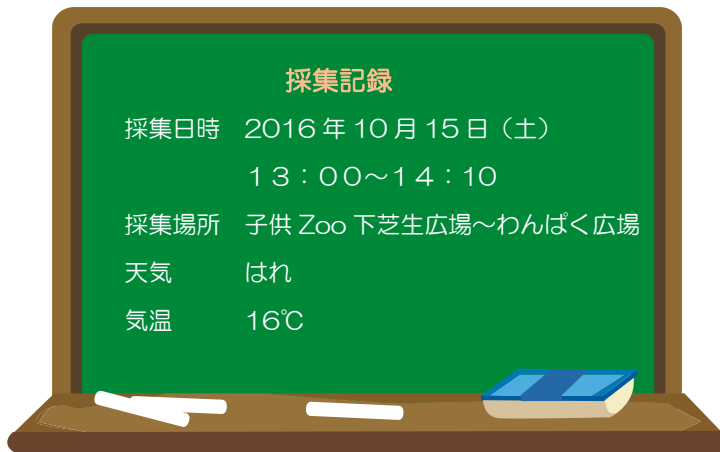 採集記録
採集日時 2016年10月15日（土）
１３：００～１４：１０
採集場所 子供 Zoo 下芝生広場～わんぱく広場
天気 はれ
気温 16℃